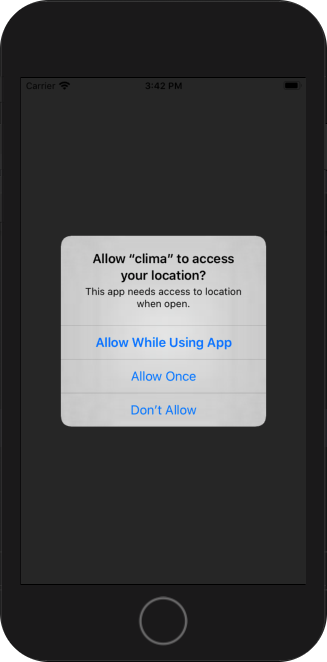 Carrier 3:42 PM
Allow “clima” to access
your location?
This app needs access to location
when open.
Allow While Using App
Allow Once
Don't Allow